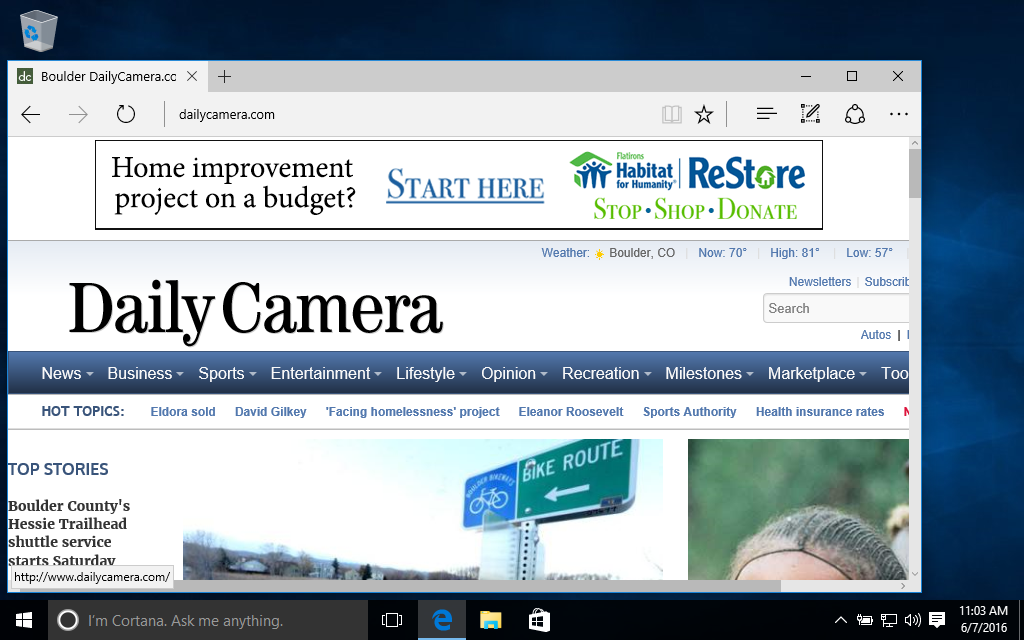 dc Boulder DailyCamera.cc
dailycamera.com
Home improvement
project on a budget?
START HERE
Flatirons
Habitat
for Humanity®
ReStore
STOP • SHOP • DONATE
Weather: Boulder, CO Now: 70° High: 81° Low: 57°
Newsletters Subscrib
Daily Camera
Search
Autos |
News Business Sports Entertainment Lifestyle Opinion Recreation Milestones Marketplace Too
HOT TOPICS: Eldora sold David Gilkey 'Facing homelessness' project Eleanor Roosevelt Sports Authority Health insurance rates
TOP STORIES
Boulder County's
Hessie Trailhead
shuttle service
starts Saturday
BOULDER BIKEWAYS
BIKE ROUTE
http://www.dailycamera.com/
I'm Cortana. Ask me anything.
11:03 AM
6/7/2016